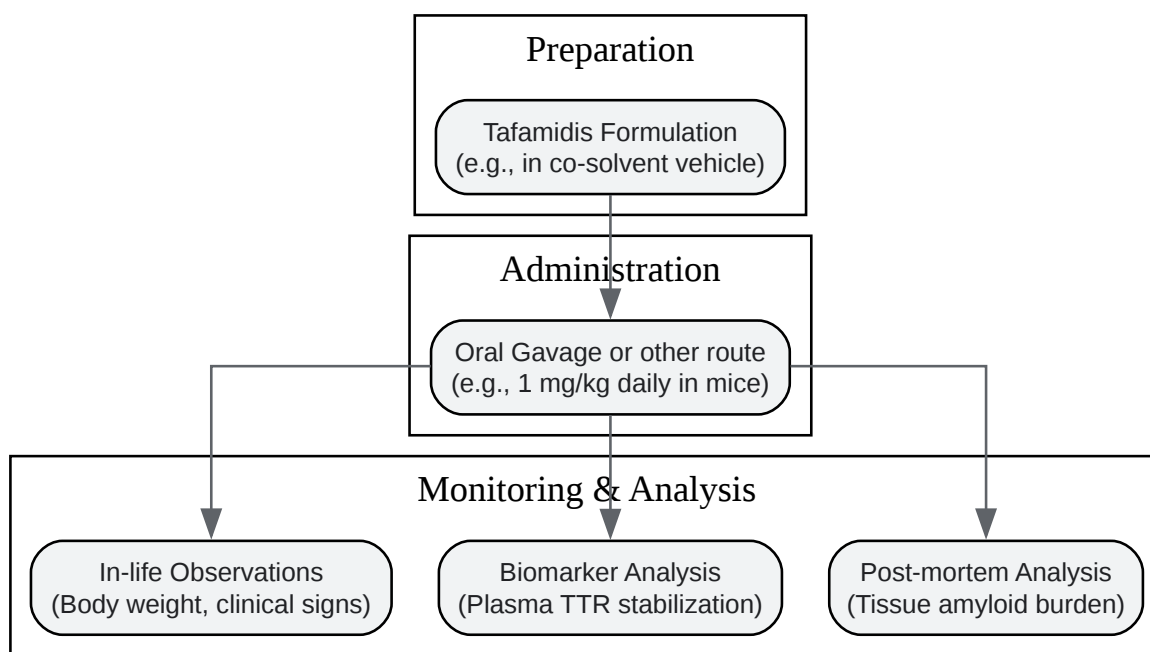 Preparation
Tafamidis Formulation
(e.g., in co-solvent vehicle)
Administration
Oral Gavage or other route
(e.g., 1 mg/kg daily in mice)
Monitoring & Analysis
In-life Observations
(Body weight, clinical signs)
Biomarker Analysis
(Plasma TTR stabilization)
Post-mortem Analysis
(Tissue amyloid burden)